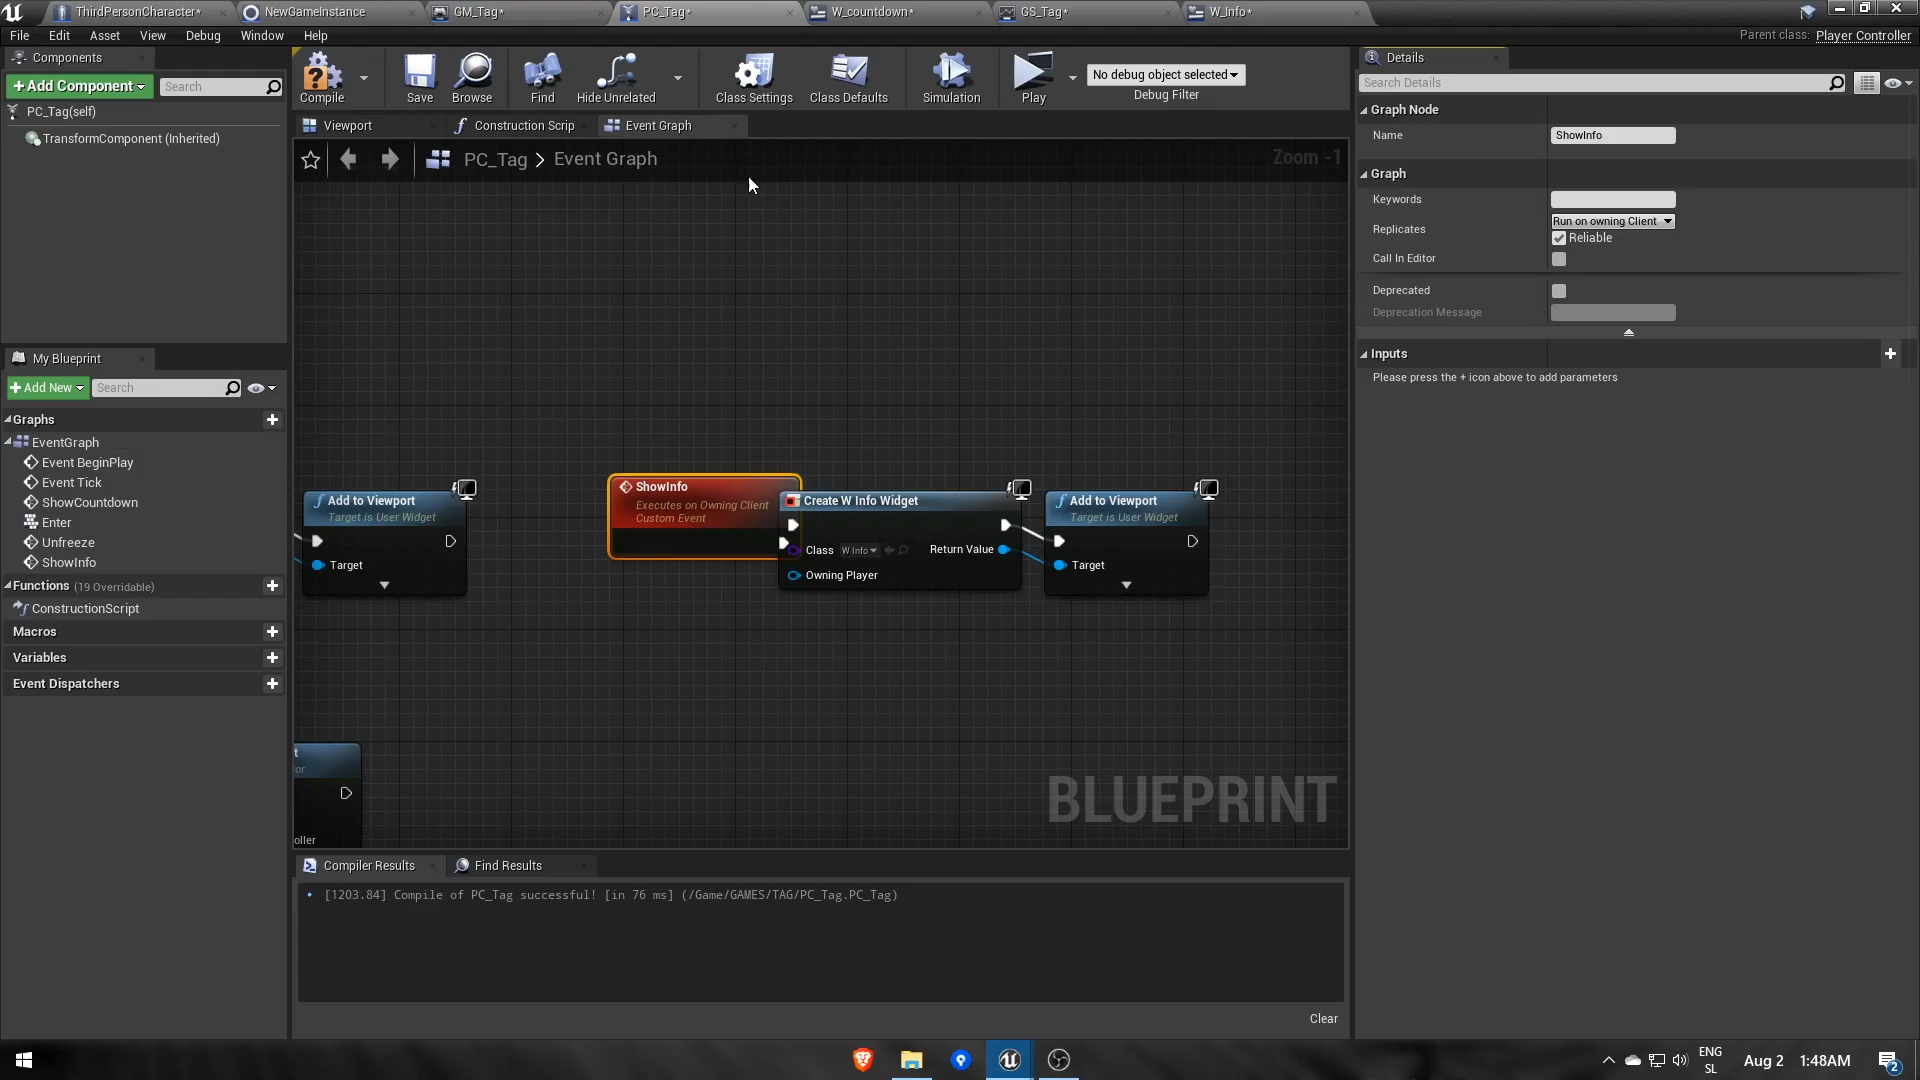 ThirdPersonCharacter*
NewGameInstance
GM_Tag*
PC_Tag*
W_countdown*
GS_Tag*
W_Info*
File Edit Asset View Debug Window Help
Parent class: Player Controller
Components
+Add Component
Search
PC_Tag(self)
TransformComponent (Inherited)
My Blueprint
+Add New
Search
Graphs
EventGraph
Event BeginPlay
Event Tick
ShowCountdown
Enter
Unfreeze
ShowInfo
Functions (19 Overridable)
ConstructionScript
Macros
Variables
Event Dispatchers
Compile
Save
Browse
Find
Hide Unrelated
Class Settings
Class Defaults
Simulation
Play
No debug object selected
Debug Filter
Viewport
Construction Scrip
Event Graph
PC_Tag > Event Graph
Zoom -1
Add to Viewport
Target is User Widget
Target
ShowInfo
Executes on Owning Client
Custom Event
Create W Info Widget
Class W Info
Return Value
Owning Player
Add to Viewport
Target is User Widget
Target
t
or
oller
BLUEPRINT
Compiler Results
Find Results
[1203.84] Compile of PC_Tag successful! [in 76 ms] (/Game/GAMES/TAG/PC_Tag.PC_Tag)
Clear
Details
Search Details
Graph Node
Name
ShowInfo
Graph
Keywords
Replicates
Run on owning Client
Reliable
Call In Editor
Deprecated
Deprecation Message
Inputs
Please press the + icon above to add parameters
ENG
SL
Aug 2
1:48AM
2